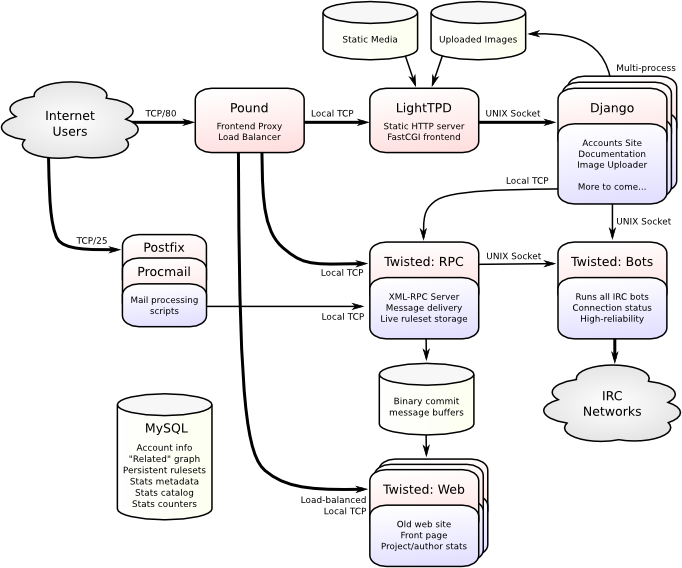 Static Media
Uploaded Images
Multi-process
Internet
Users
TCP/80
Pound
Frontend Proxy
Load Balancer
Local TCP
LightTPD
Static HTTP server
FastCGI frontend
UNIX Socket
Django
Accounts Site
Documentation
Image Uploader
More to come...
Local TCP
UNIX Socket
TCP/25
Postfix
Procmail
Mail processing
scripts
Local TCP
Local TCP
Twisted: RPC
XML-RPC Server
Message delivery
Live ruleset storage
UNIX Socket
Twisted: Bots
Runs all IRC bots
Connection status
High-reliability
Binary commit
message buffers
IRC
Networks
MySQL
Account info
"Related" graph
Persistent rulesets
Stats metadata
Stats catalog
Stats counters
Load-balanced
Local TCP
Twisted: Web
Old web site
Front page
Project/author stats